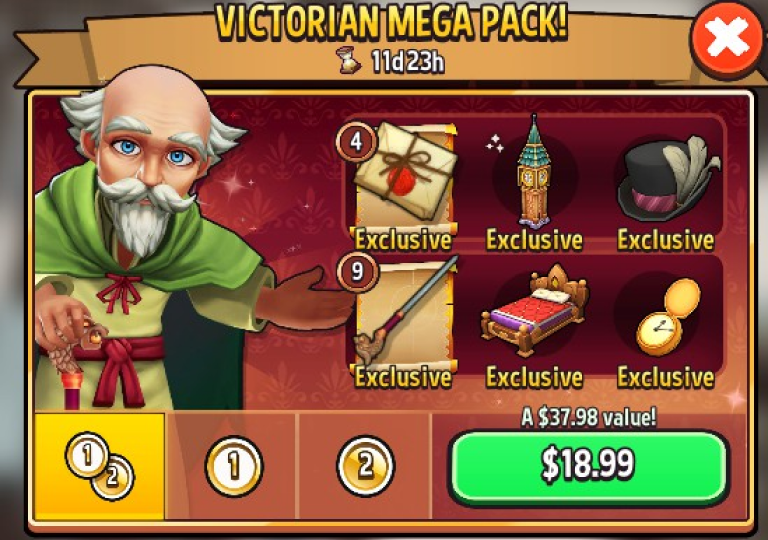 VICTORIAN MEGA PACK!
11d 23h
4
Exclusive Exclusive Exclusive
9
Exclusive Exclusive Exclusive
A $37.98 value!
1 2 1 2 $18.99